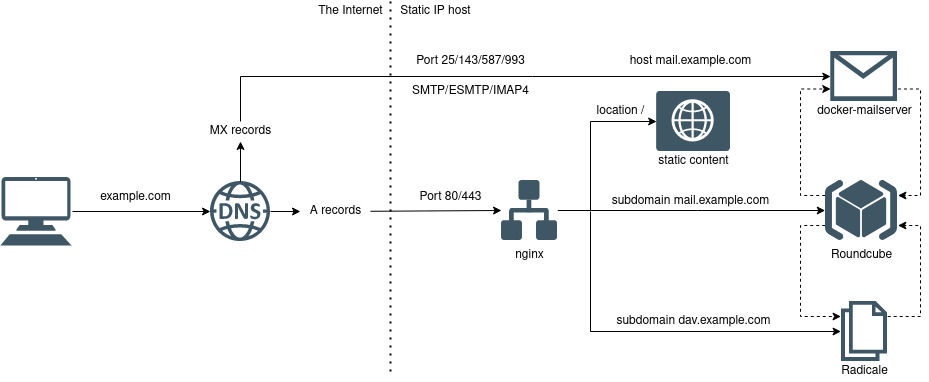 The Internet
Static IP host
Port 25/143/587/993
host mail.example.com
SMTP/ESMTP/IMAP4
location /
docker-mailserver
MX records
static content
example.com
DNS
A records
Port 80/443
subdomain mail.example.com
nginx
Roundcube
subdomain dav.example.com
Radicale